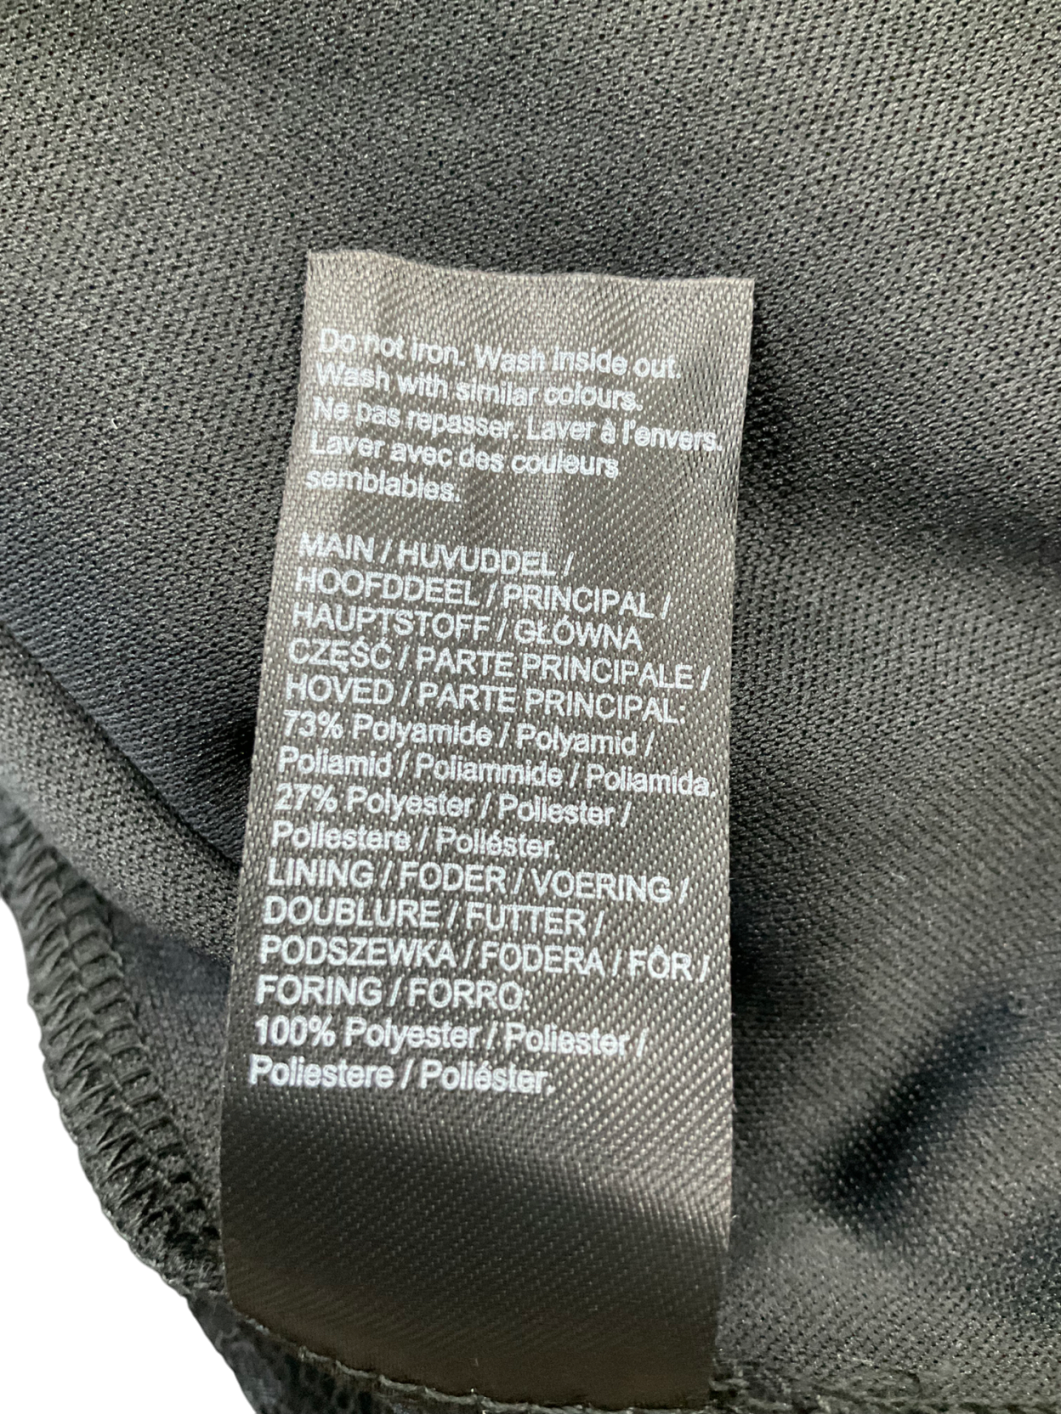 Do not iron. Wash inside out.
Wash with similar colours.
Ne pas repasser. Laver à l'envers.
Laver avec des couleurs
semblables.
MAIN / HUVUDDEL /
HOOFDDEEL / PRINCIPAL /
HAUPTSTOFF / GŁÓWNA
CZĘŚĆ / PARTE PRINCIPALE /
HOVED / PARTE PRINCIPAL.
73% Polyamide / Polyamid /
Poliamid / Poliammide / Poliamida.
27% Polyester / Poliester /
Poliestere / Poliéster.
LINING / FODER / VOERING /
DOUBLURE / FUTTER /
PODSZEWKA / FODERA / FÔR /
FORING / FORRO.
100% Polyester / Poliester /
Poliestere / Poliéster.